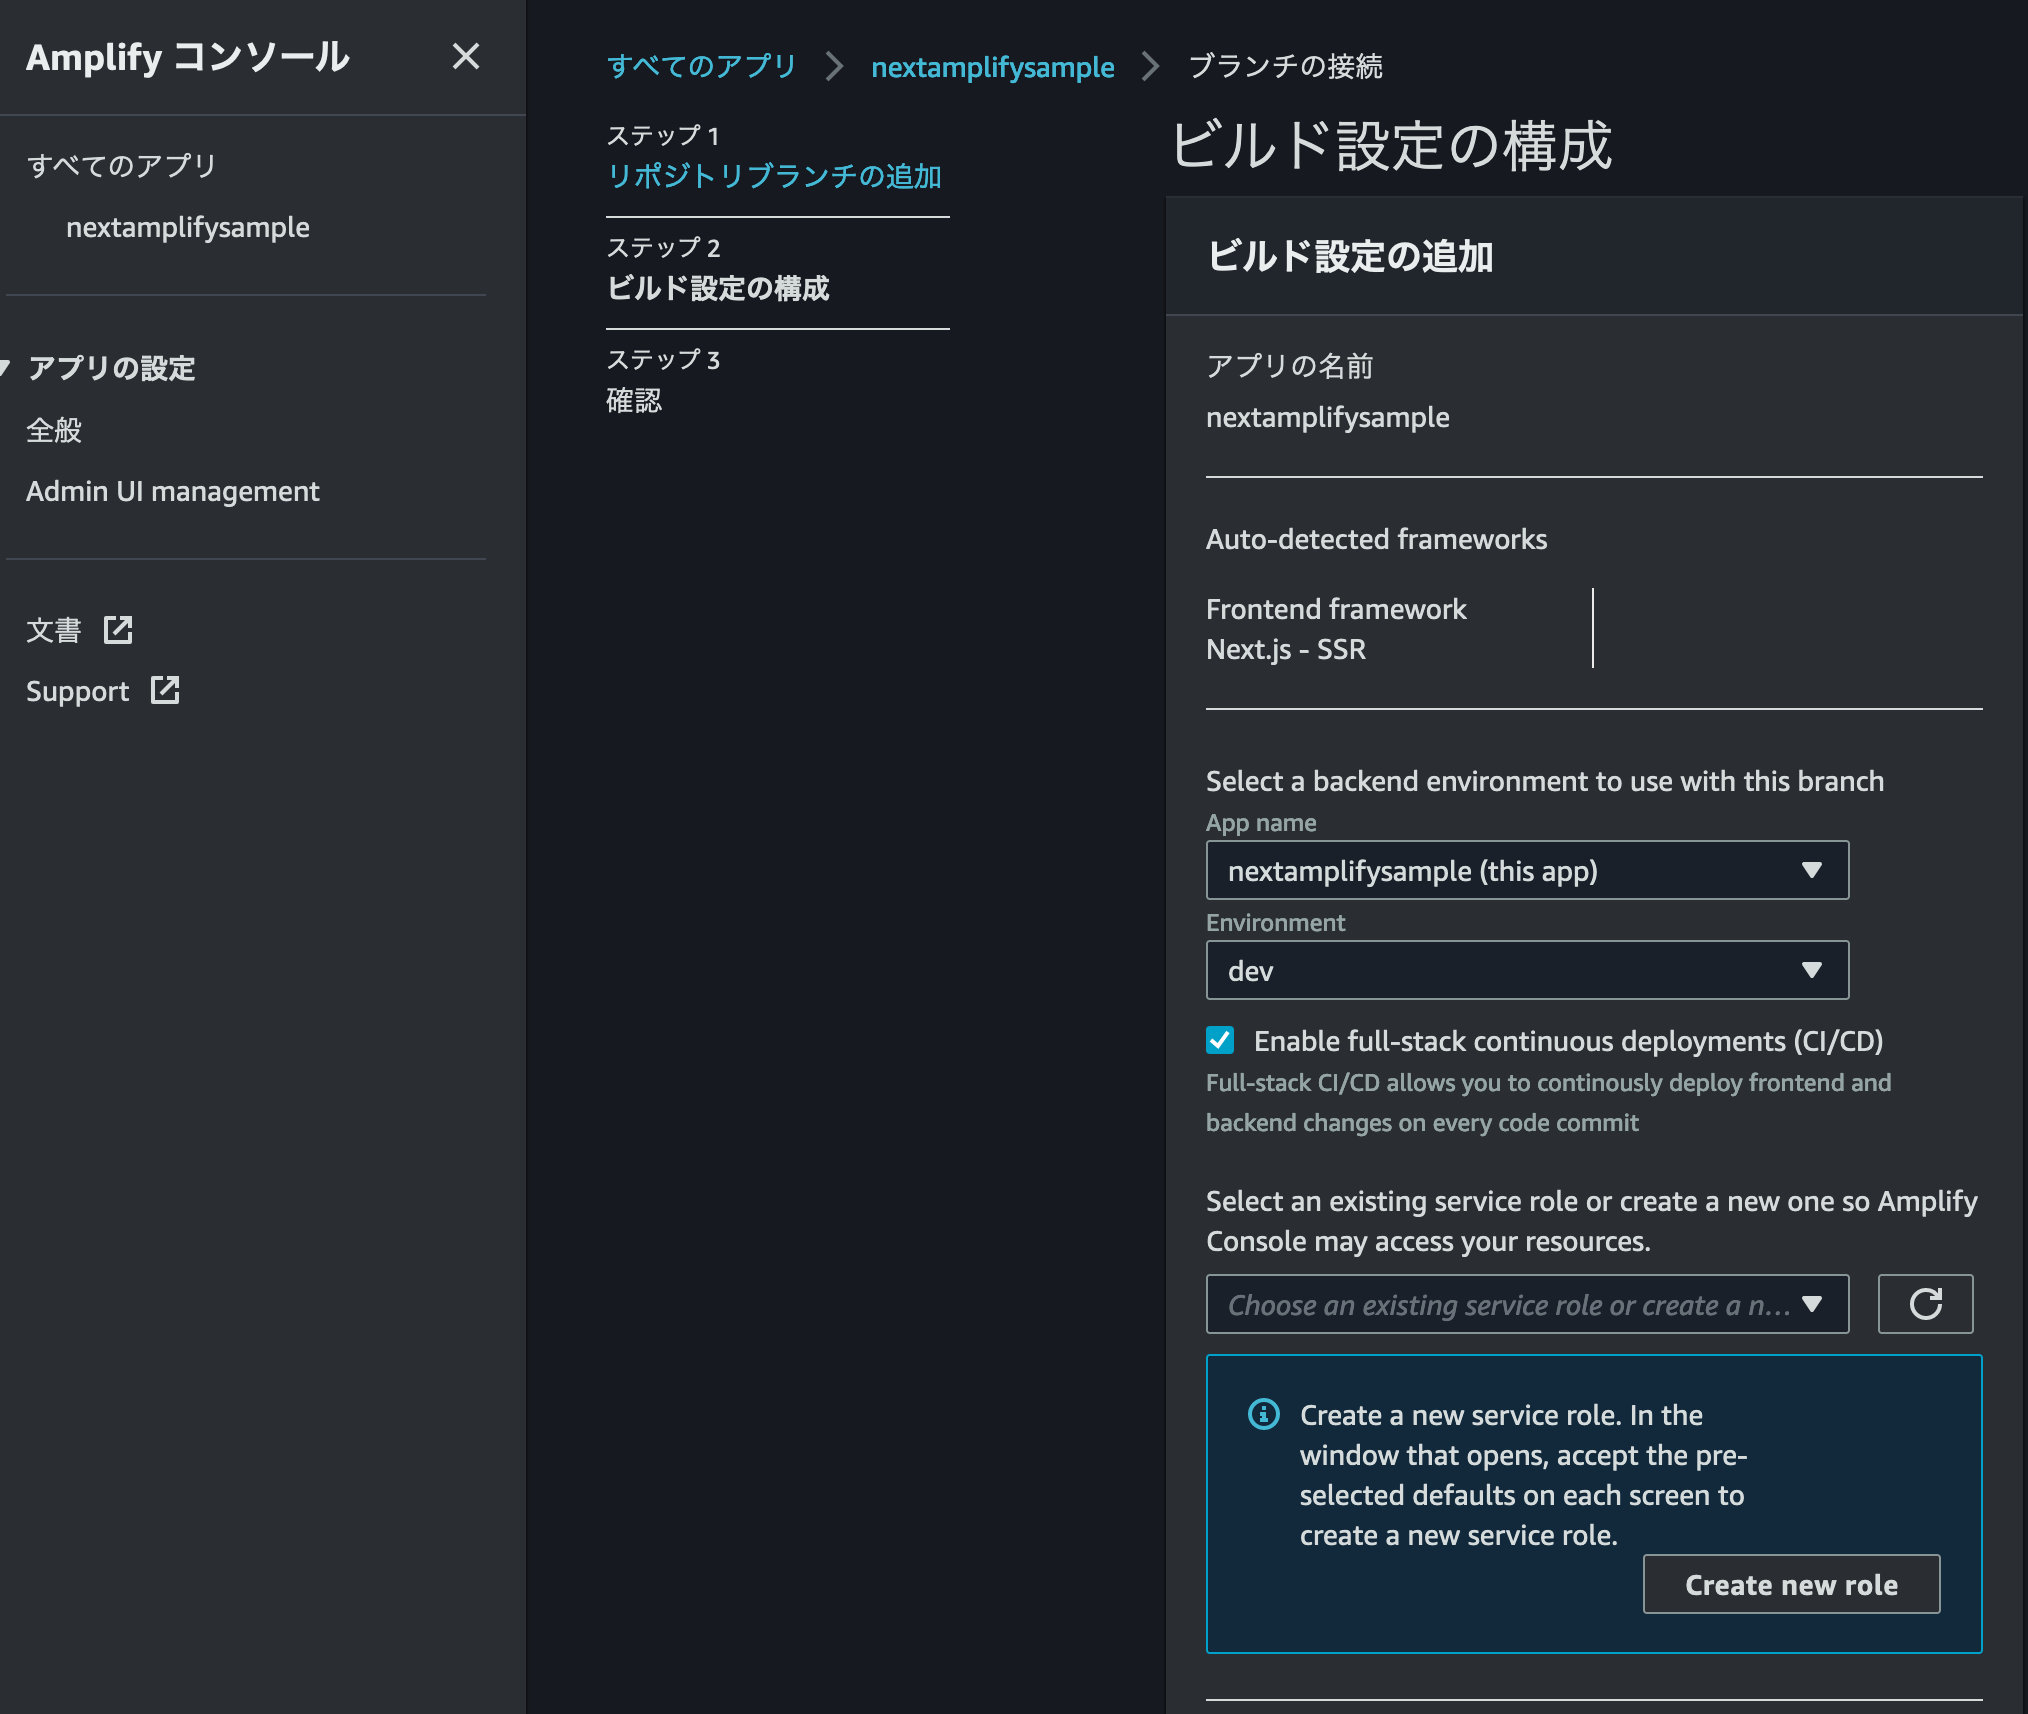 Amplify コンソール
すべてのアプリ
nextamplifysample
アプリの設定
全般
Admin UI management
文書
Support
すべてのアプリ nextamplifysample ブランチの接続
ステップ 1
リポジトリブランチの追加
ステップ 2
ビルド設定の構成
ステップ 3
確認
ビルド設定の構成
ビルド設定の追加
アプリの名前
nextamplifysample
Auto-detected frameworks
Frontend framework
Next.js - SSR
Select a backend environment to use with this branch
App name
nextamplifysample (this app)
Environment
dev
Enable full-stack continuous deployments (CI/CD)
Full-stack CI/CD allows you to continously deploy frontend and
backend changes on every code commit
Select an existing service role or create a new one so Amplify
Console may access your resources.
Choose an existing service role or create a n...
Create a new service role. In the
window that opens, accept the pre-
selected defaults on each screen to
create a new service role.
Create new role